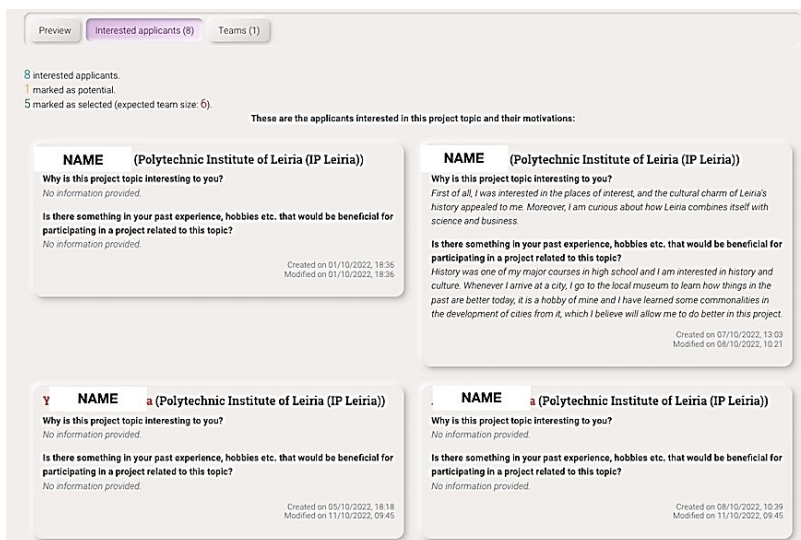 Preview
Interested applicants (8)
Teams (1)
8 interested applicants.
1 marked as potential.
5 marked as selected (expected team size: 6).
These are the applicants interested in this project topic and their motivations:
NAME (Polytechnic Institute of Leiria (IP Leiria))
Why is this project topic interesting to you?
No information provided.
Is there something in your past experience, hobbies etc. that would be beneficial for
participating in a project related to this topic?
No information provided.
Created on 01/10/2022, 18:36
Modified on 01/10/2022, 18:36
NAME (Polytechnic Institute of Leiria (IP Leiria))
Why is this project topic interesting to you?
First of all, I was interested in the places of interest, and the cultural charm of Leiria's
history appealed to me. Moreover, I am curious about how Leiria combines itself with
science and business.
Is there something in your past experience, hobbies etc. that would be beneficial for
participating in a project related to this topic?
History was one of my major courses in high school and I am interested in history and
culture. Whenever I arrive at a city, I go to the local museum to learn how things in the
past are better today, it is a hobby of mine and I have learned some commonalities in
the development of cities from it, which I believe will allow me to do better in this project.
Created on 07/10/2022, 13:03
Modified on 08/10/2022, 10:21
Y NAME a (Polytechnic Institute of Leiria (IP Leiria))
Why is this project topic interesting to you?
No information provided.
Is there something in your past experience, hobbies etc. that would be beneficial for
participating in a project related to this topic?
No information provided.
Created on 05/10/2022, 18:18
Modified on 11/10/2022, 09:45
NAME a (Polytechnic Institute of Leiria (IP Leiria))
Why is this project topic interesting to you?
No information provided.
Is there something in your past experience, hobbies etc. that would be beneficial for
participating in a project related to this topic?
No information provided.
Created on 08/10/2022, 10:39
Modified on 11/10/2022, 09:45